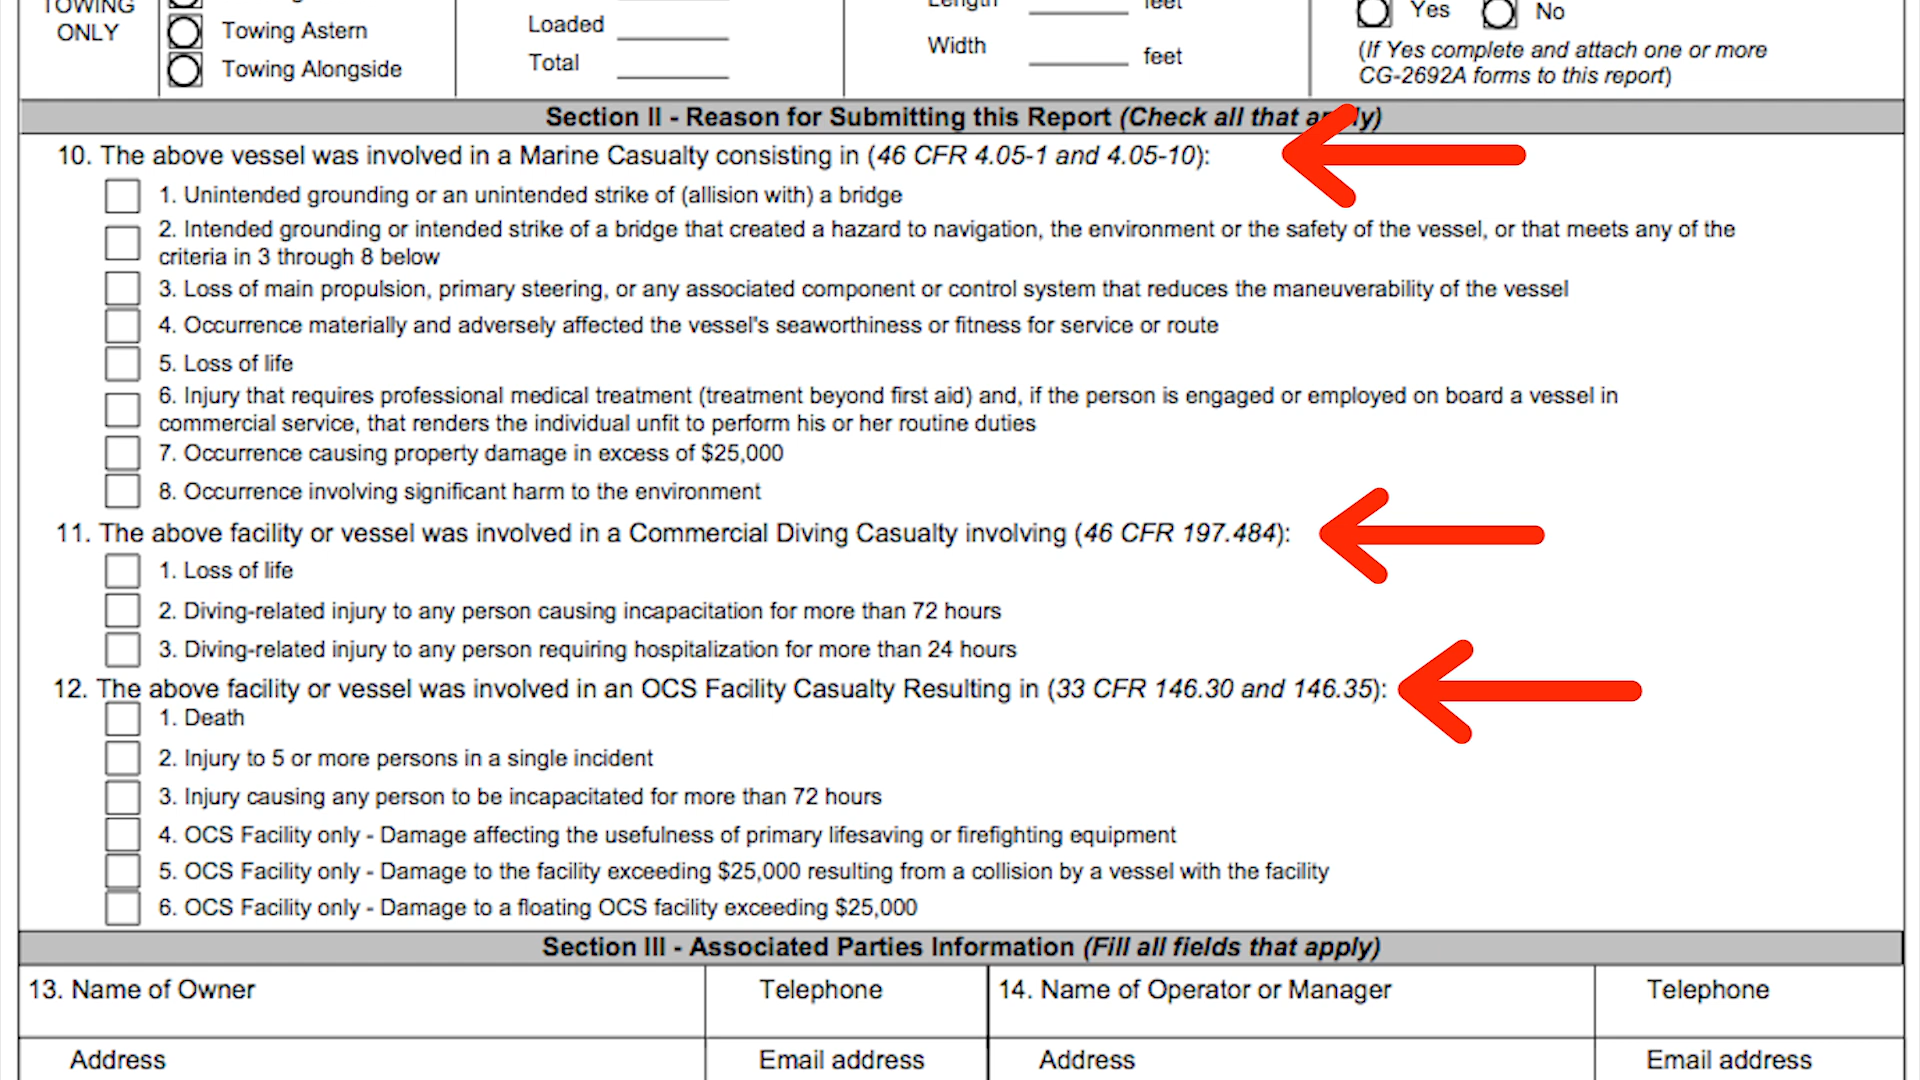 TOWING
ONLY
Towing Astern
Towing Alongside
Loaded
Total
Length feet
Width feet
Yes No
(If Yes complete and attach one or more
CG-2692A forms to this report)
Section II - Reason for Submitting this Report (Check all that apply)
10. The above vessel was involved in a Marine Casualty consisting in (46 CFR 4.05-1 and 4.05-10):
1. Unintended grounding or an unintended strike of (allision with) a bridge
2. Intended grounding or intended strike of a bridge that created a hazard to navigation, the environment or the safety of the vessel, or that meets any of the
criteria in 3 through 8 below
3. Loss of main propulsion, primary steering, or any associated component or control system that reduces the maneuverability of the vessel
4. Occurrence materially and adversely affected the vessel's seaworthiness or fitness for service or route
5. Loss of life
6. Injury that requires professional medical treatment (treatment beyond first aid) and, if the person is engaged or employed on board a vessel in
commercial service, that renders the individual unfit to perform his or her routine duties
7. Occurrence causing property damage in excess of $25,000
8. Occurrence involving significant harm to the environment
11. The above facility or vessel was involved in a Commercial Diving Casualty involving (46 CFR 197.484):
1. Loss of life
2. Diving-related injury to any person causing incapacitation for more than 72 hours
3. Diving-related injury to any person requiring hospitalization for more than 24 hours
12. The above facility or vessel was involved in an OCS Facility Casualty Resulting in (33 CFR 146.30 and 146.35):
1. Death
2. Injury to 5 or more persons in a single incident
3. Injury causing any person to be incapacitated for more than 72 hours
4. OCS Facility only - Damage affecting the usefulness of primary lifesaving or firefighting equipment
5. OCS Facility only - Damage to the facility exceeding $25,000 resulting from a collision by a vessel with the facility
6. OCS Facility only - Damage to a floating OCS facility exceeding $25,000
Section III - Associated Parties Information (Fill all fields that apply)
13. Name of Owner
Telephone
14. Name of Operator or Manager
Telephone
Address
Email address
Address
Email address